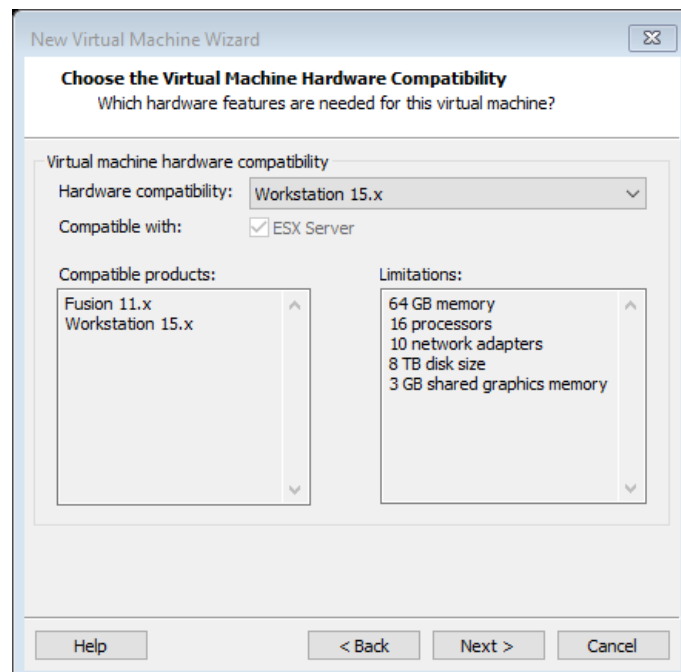 New Virtual Machine Wizard
Choose the Virtual Machine Hardware Compatibility
Which hardware features are needed for this virtual machine?
Virtual machine hardware compatibility
Hardware compatibility: Workstation 15.x
Compatible with: ESX Server
Compatible products:
Fusion 11.x
Workstation 15.x
Limitations:
64 GB memory
16 processors
10 network adapters
8 TB disk size
3 GB shared graphics memory
Help < Back Next > Cancel